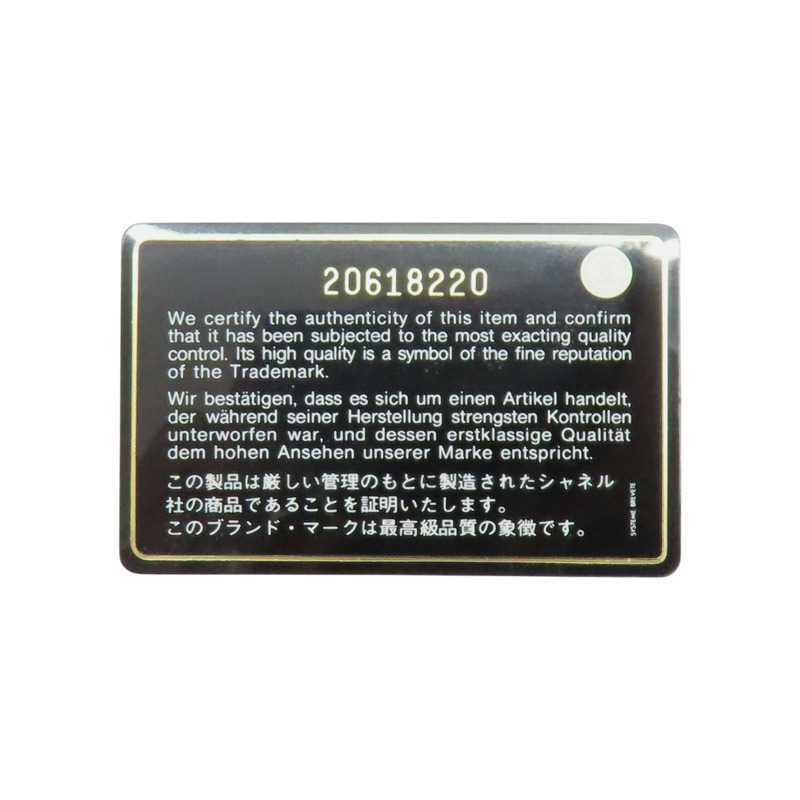 20618220
We certify the authenticity of this item and confirm
that it has been subjected to the most exacting quality
control. Its high quality is a symbol of the fine reputation
of the Trademark.
Wir bestätigen, dass es sich um einen Artikel handelt,
der während seiner Herstellung strengsten Kontrollen
unterworfen war, und dessen erstklassige Qualität
dem hohen Ansehen unserer Marke entspricht.
この製品は厳しい管理のもとに製造されたシャネル
社の商品であることを証明いたします。
このブランド・マークは最高級品質の象徴です。
SYSTEME BREVETE